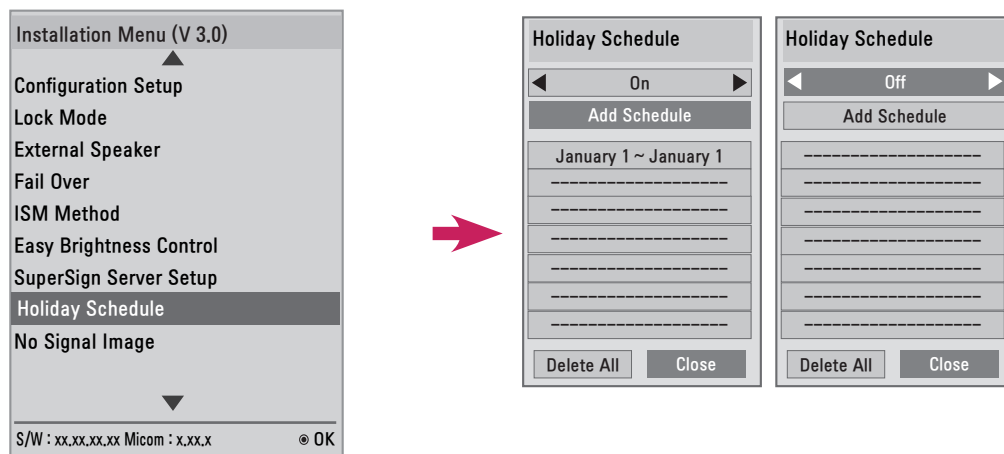 Installation Menu (V 3.0)
Configuration Setup
Lock Mode
External Speaker
Fail Over
ISM Method
Easy Brightness Control
SuperSign Server Setup
Holiday Schedule
No Signal Image
S/W : xx.xx.xx.xx Micom : x.xx.x ◉ OK
Holiday Schedule
◀ On ▶
Add Schedule
January 1 ~ January 1
-------------------
-------------------
-------------------
-------------------
-------------------
-------------------
Delete All Close
Holiday Schedule
◀ Off ▶
Add Schedule
-------------------
-------------------
-------------------
-------------------
-------------------
-------------------
-------------------
Delete All Close